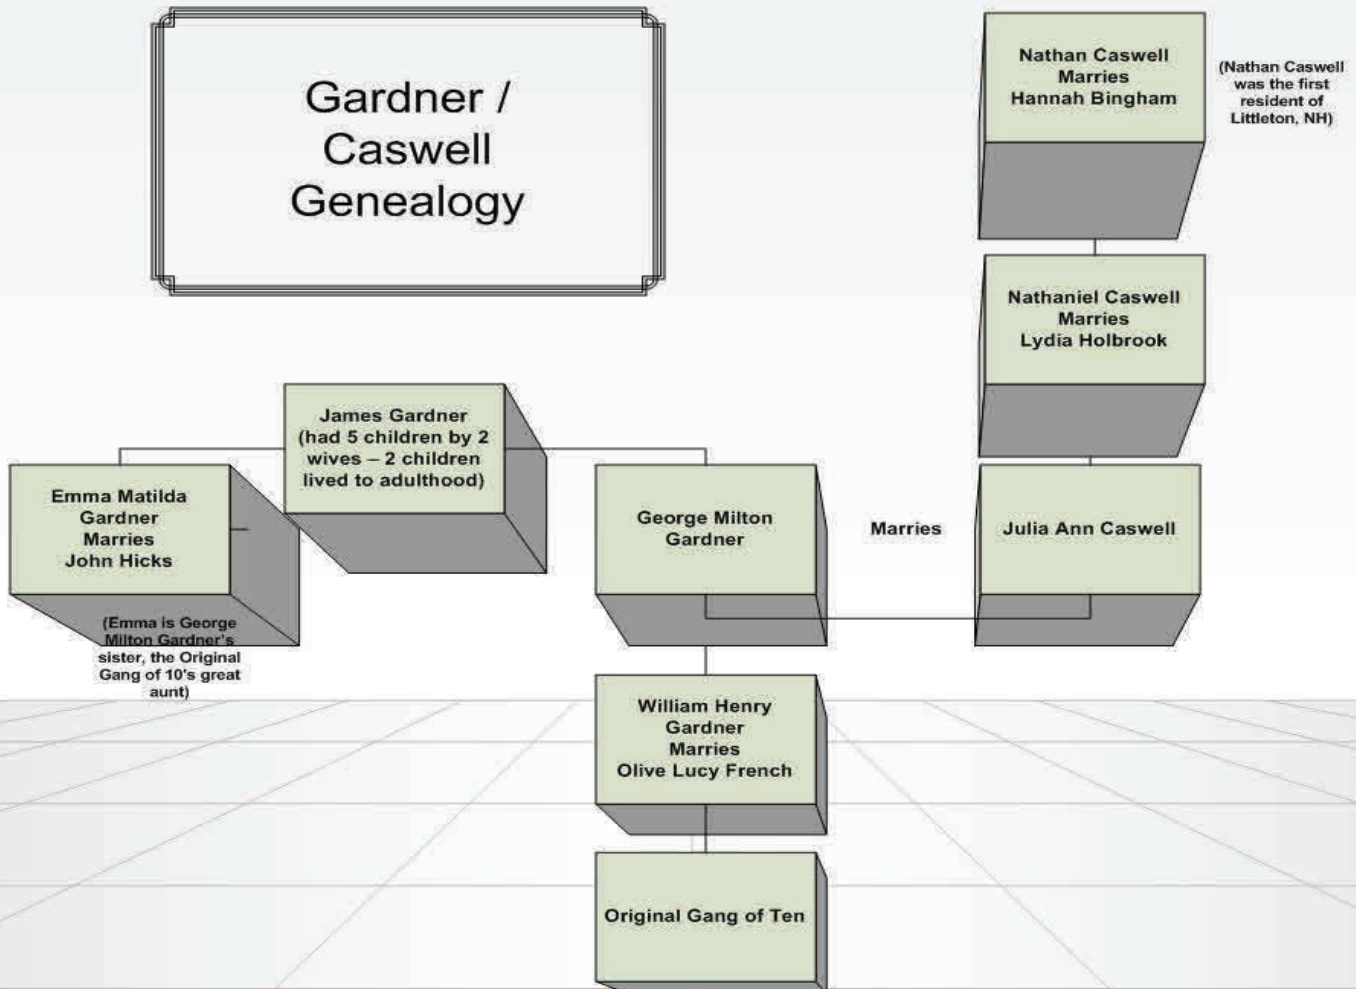 Gardner /
Caswell
Genealogy
Nathan Caswell
Marries
Hannah Bingham
(Nathan Caswell
was the first
resident of
Littleton, NH)
Nathaniel Caswell
Marries
Lydia Holbrook
James Gardner
(had 5 children by 2
wives – 2 children
lived to adulthood)
Emma Matilda
Gardner
Marries
John Hicks
(Emma is George
Milton Gardner's
sister, the Original
Gang of 10's great
aunt)
George Milton
Gardner
Marries
Julia Ann Caswell
William Henry
Gardner
Marries
Olive Lucy French
Original Gang of Ten